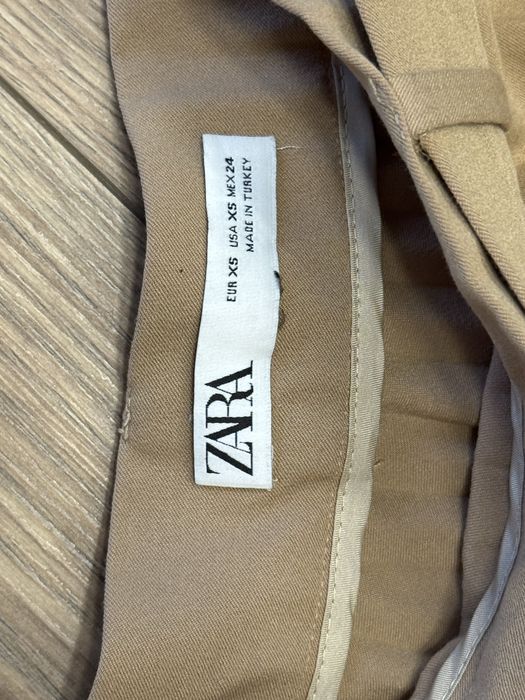 ZARA
EUR XS USA XS MEX 24
MADE IN TURKEY